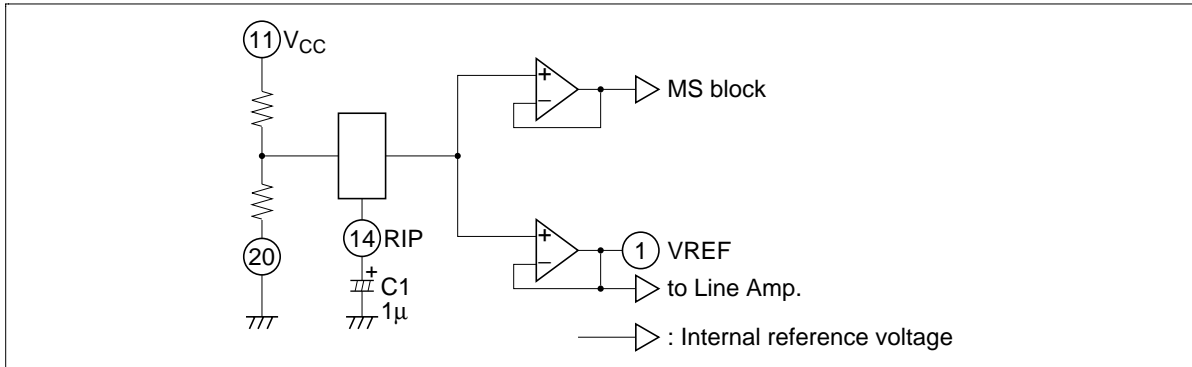 11 VCC
+
−
MS block
20
14 RIP
+
C1
1μ
+
−
1 VREF
to Line Amp.
: Internal reference voltage